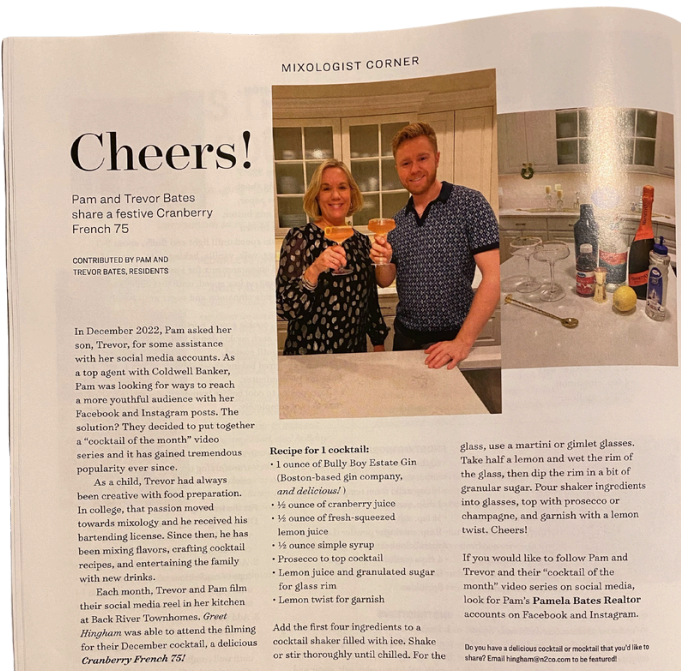 MIXOLOGIST CORNER
Cheers!
Pam and Trevor Bates
share a festive Cranberry
French 75
CONTRIBUTED BY PAM AND
TREVOR BATES, RESIDENTS
In December 2022, Pam asked her
son, Trevor, for some assistance
with her social media accounts. As
a top agent with Coldwell Banker,
Pam was looking for ways to reach
a more youthful audience with her
Facebook and Instagram posts. The
solution? They decided to put together
a “cocktail of the month” video
series and it has gained tremendous
popularity ever since.
As a child, Trevor had always
been creative with food preparation.
In college, that passion moved
towards mixology and he received his
bartending license. Since then, he has
been mixing flavors, crafting cocktail
recipes, and entertaining the family
with new drinks.
Each month, Trevor and Pam film
their social media reel in her kitchen
at Back River Townhomes. Greet
Hingham was able to attend the filming
for their December cocktail, a delicious
Cranberry French 75!
Recipe for 1 cocktail:
• 1 ounce of Bully Boy Estate Gin
(Boston-based gin company,
and delicious! )
• ½ ounce of cranberry juice
• ½ ounce of fresh-squeezed
lemon juice
• ½ ounce simple syrup
• Prosecco to top cocktail
• Lemon juice and granulated sugar
for glass rim
• Lemon twist for garnish
Add the first four ingredients to a
cocktail shaker filled with ice. Shake
or stir thoroughly until chilled. For the
glass, use a martini or gimlet glasses.
Take half a lemon and wet the rim of
the glass, then dip the rim in a bit of
granular sugar. Pour shaker ingredients
into glasses, top with prosecco or
champagne, and garnish with a lemon
twist. Cheers!
If you would like to follow Pam and
Trevor and their “cocktail of the
month” video series on social media,
look for Pam's Pamela Bates Realtor
accounts on Facebook and Instagram.
Do you have a delicious cocktail or mocktail that you'd like to
share? Email hingham@n2co.com to be featured!